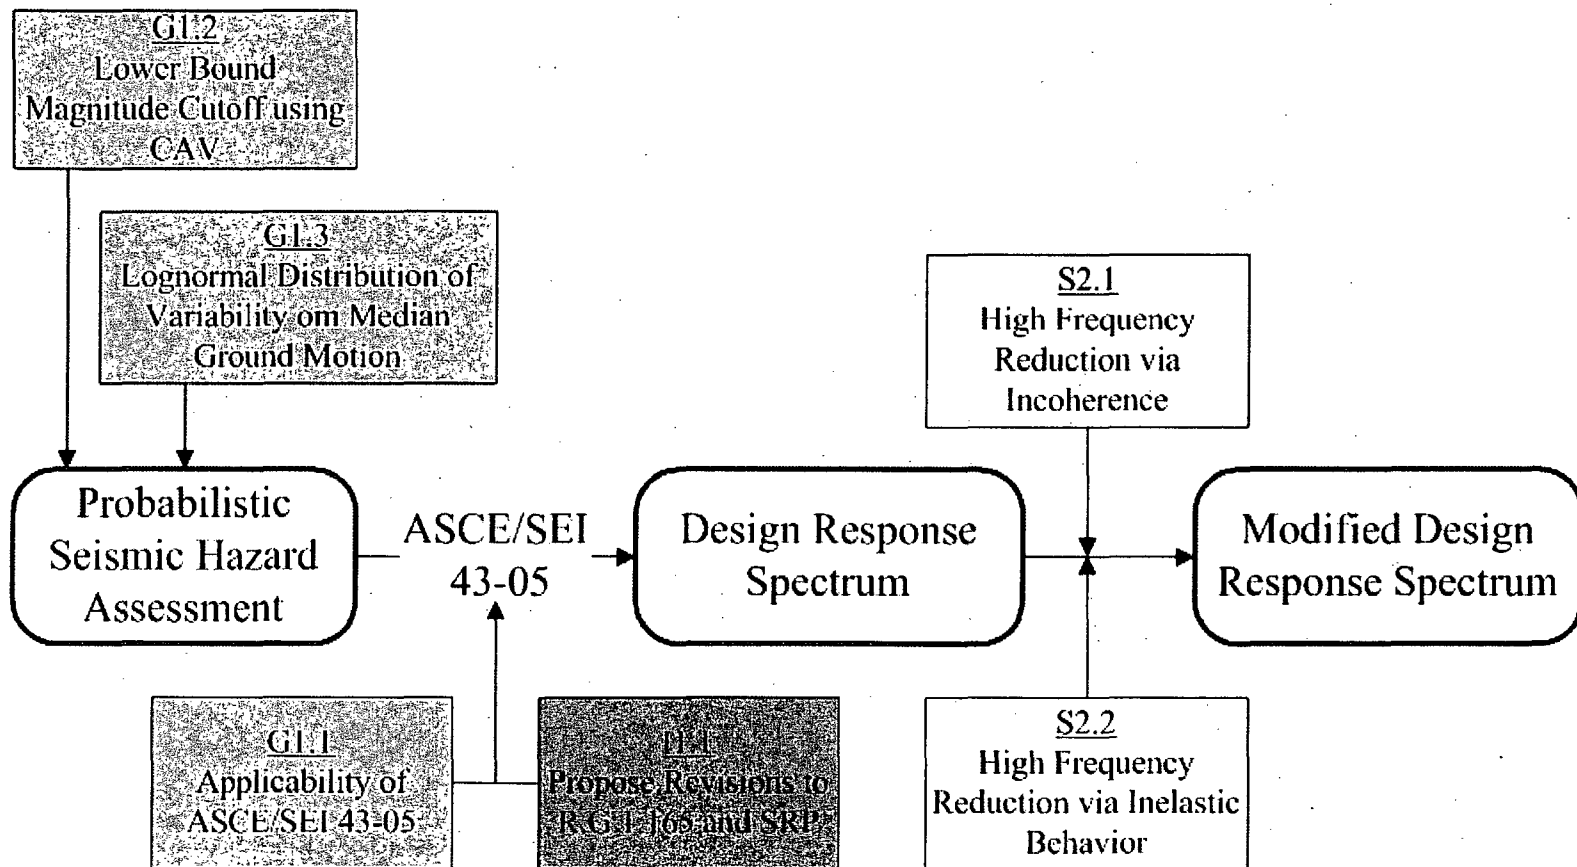 G1.2
Lower Bound
Magnitude Cutoff using
CAV
G1.3
Lognormal Distribution of
Variability om Median
Ground Motion
S2.1
High Frequency
Reduction via
Incoherence
Probabilistic
Seismic Hazard
Assessment
ASCE/SEI
43-05
Design Response
Spectrum
Modified Design
Response Spectrum
G1.1
Applicability of
ASCE/SEI 43-05
Propose Revisions to
R.G.1.165 and SRP
S2.2
High Frequency
Reduction via Inelastic
Behavior